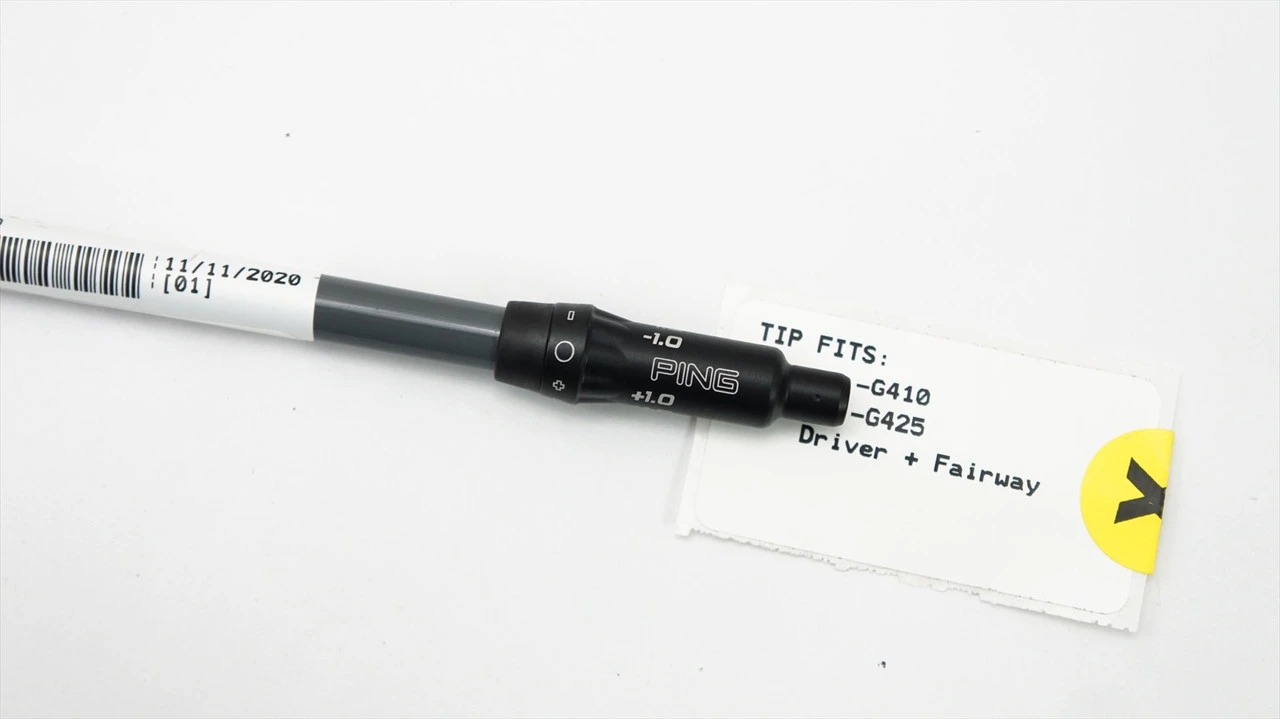 11/11/2020
[01]
-
-1.0
PING
+
+1.0
TIP FITS:
-G410
-G425
Driver + Fairway